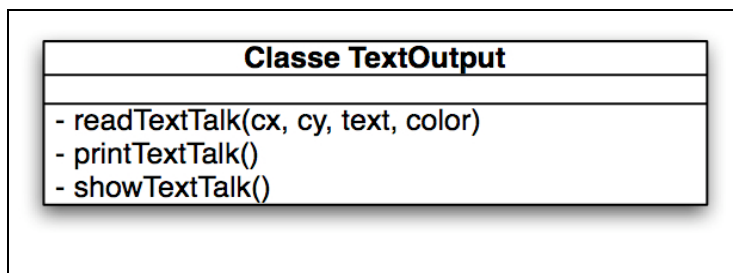 Classe TextOutput
- readTextTalk(cx, cy, text, color)
- printTextTalk()
- showTextTalk()